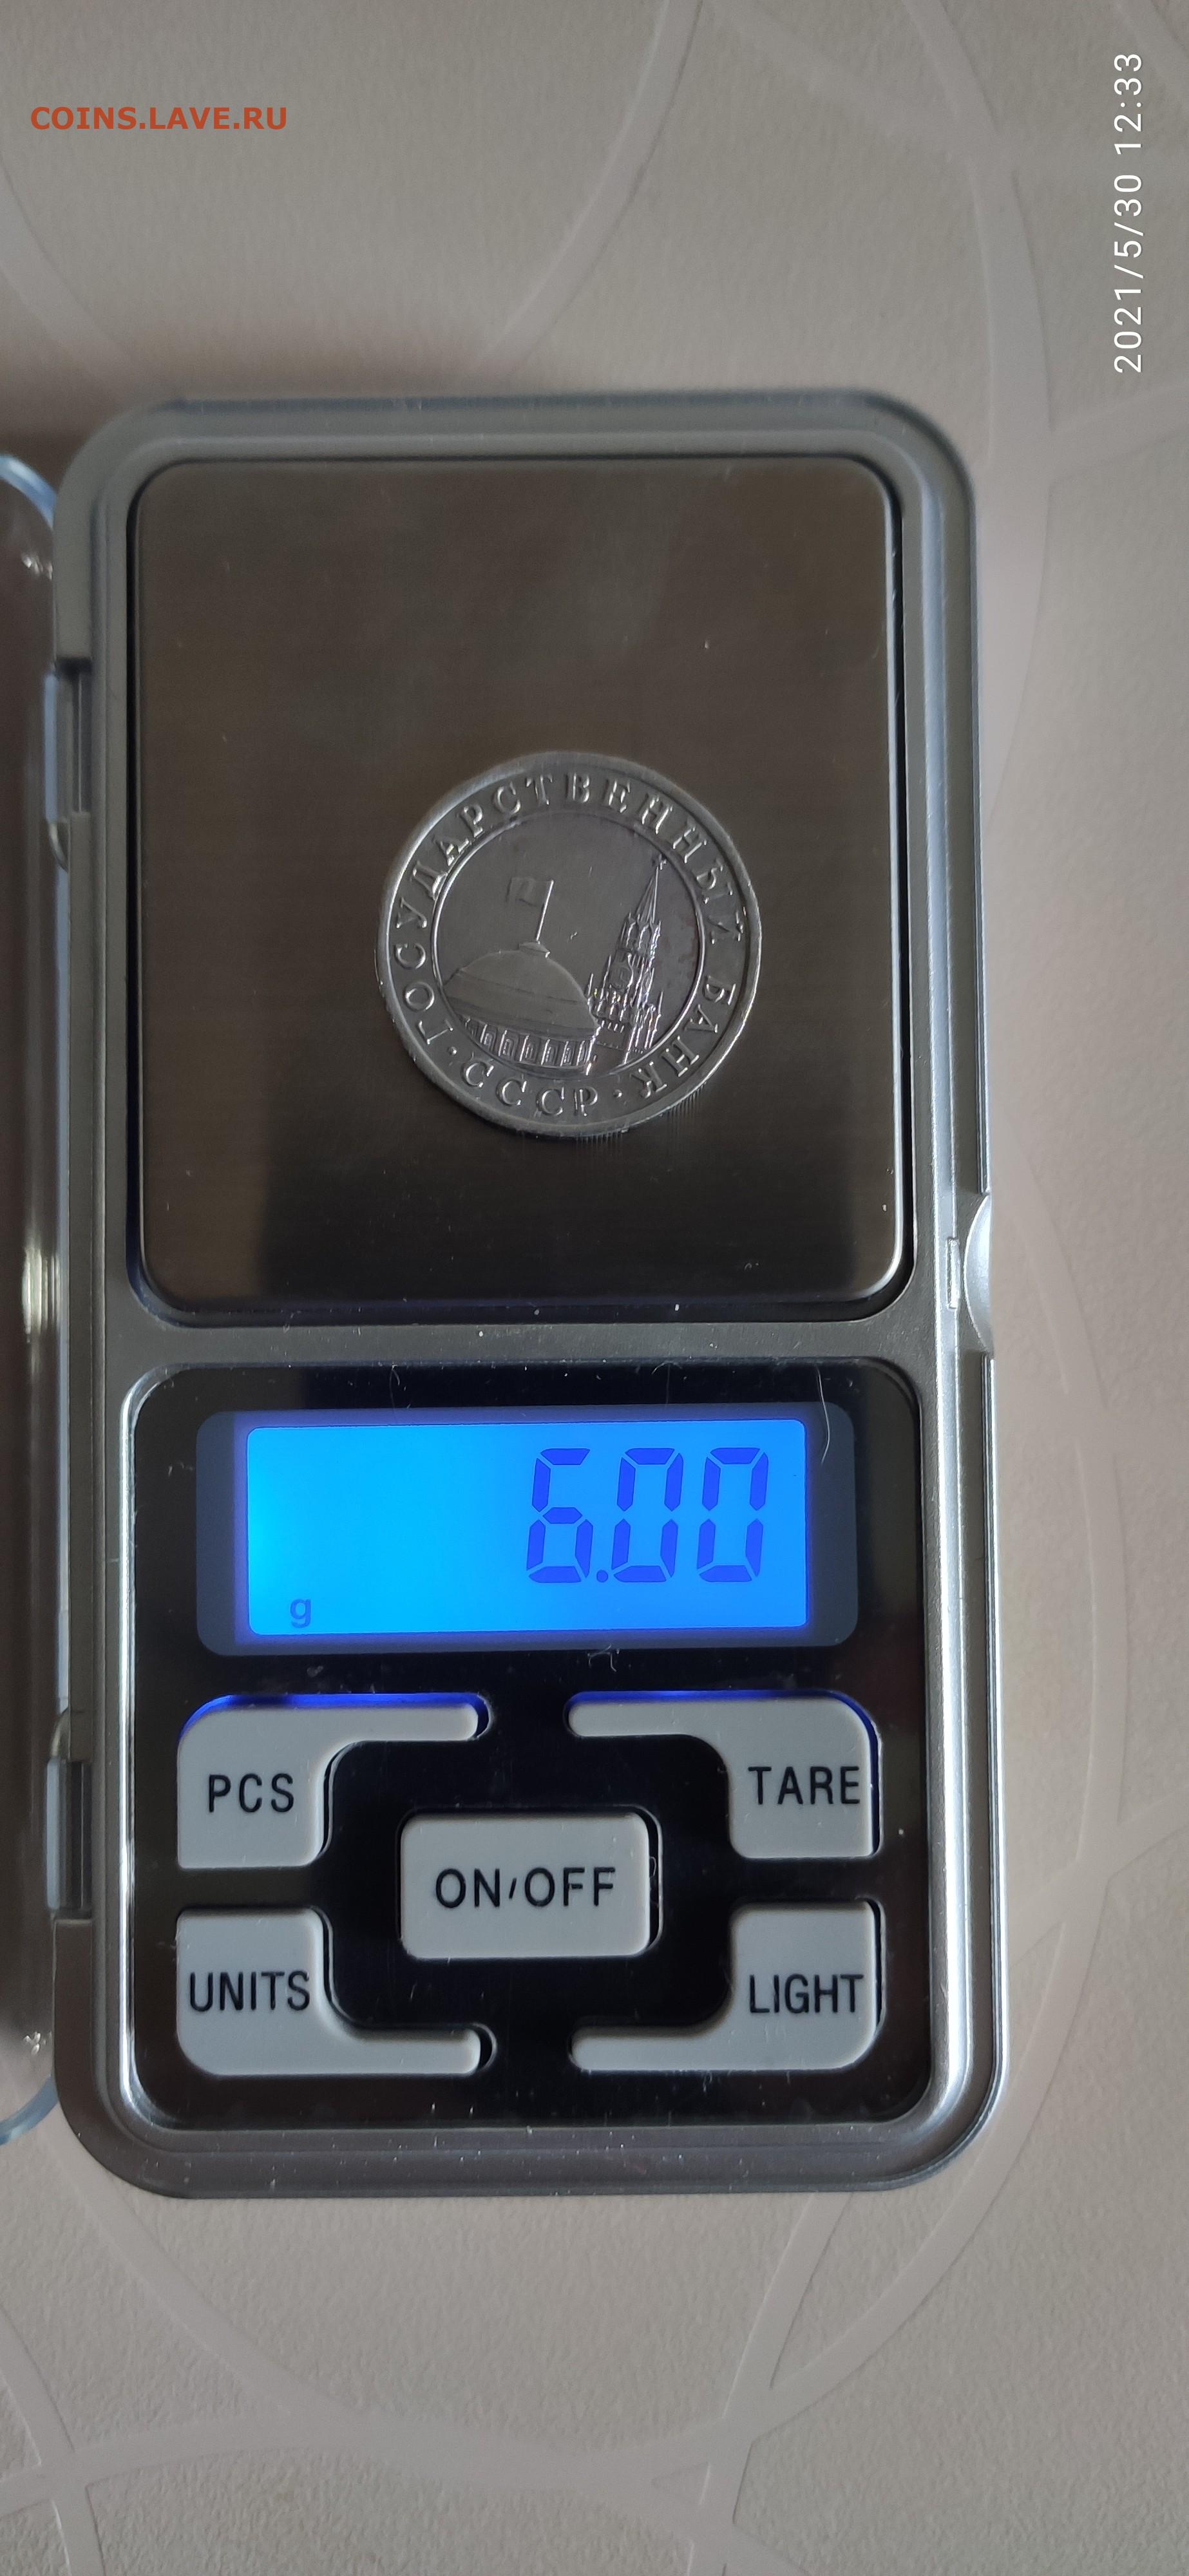 COINS.LAVE.RU
2021/5/30 12:33
ГОСУДАРСТВЕННЫЙ БАНК
· СССР ·
6.00
g
PCS
TARE
ON/OFF
UNITS
LIGHT